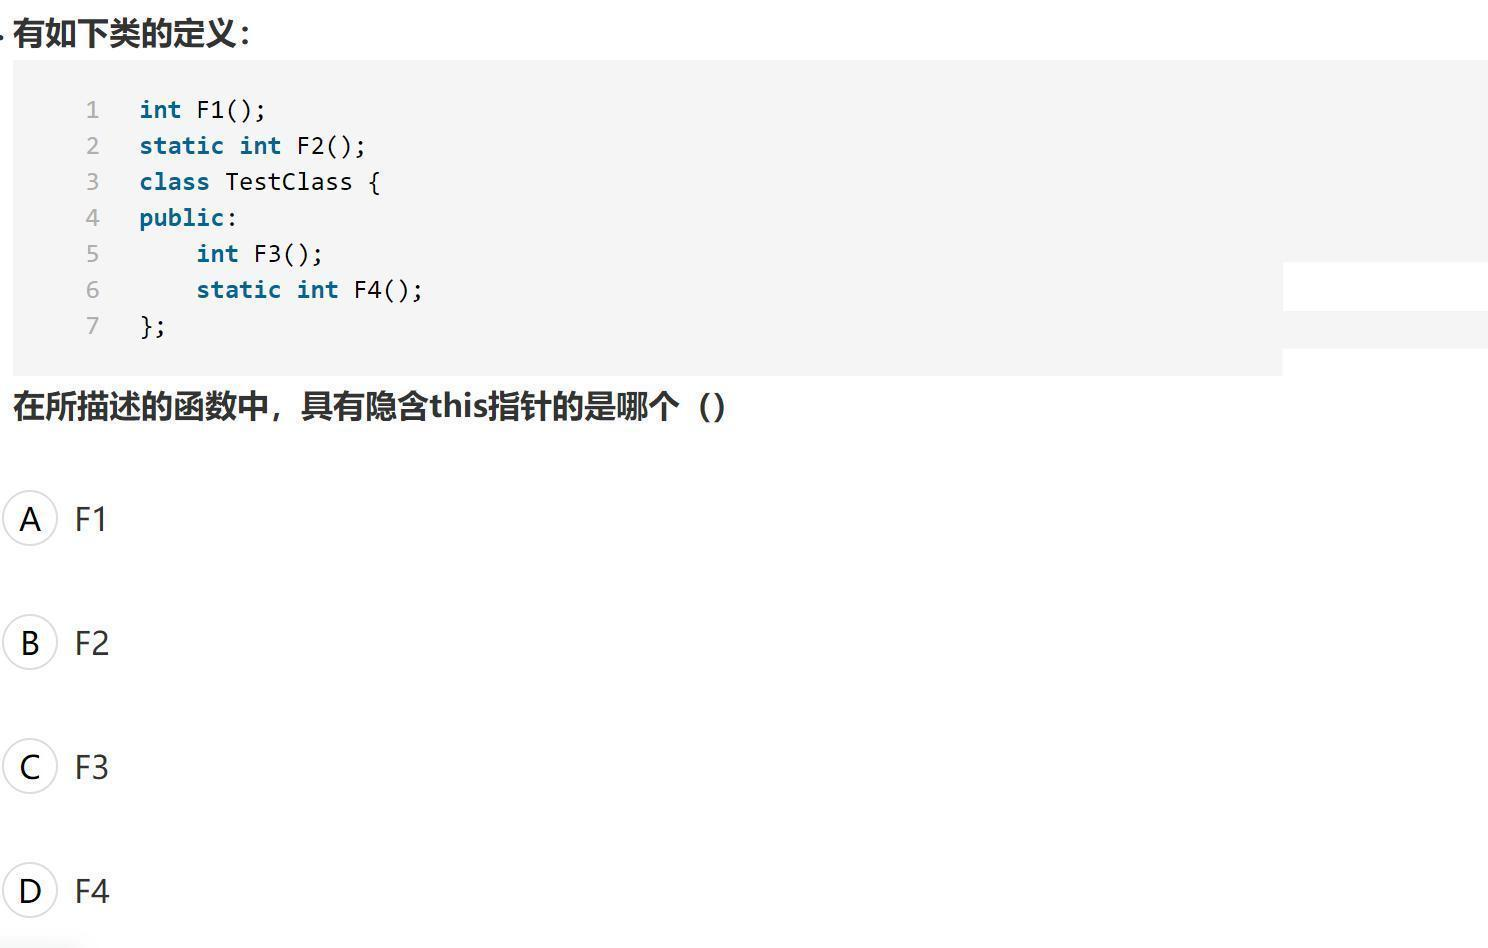 有如下类的定义：
1 int F1();
2 static int F2();
3 class TestClass {
4 public:
5     int F3();
6     static int F4();
7 };
在所描述的函数中，具有隐含this指针的是哪个（）
A F1
B F2
C F3
D F4